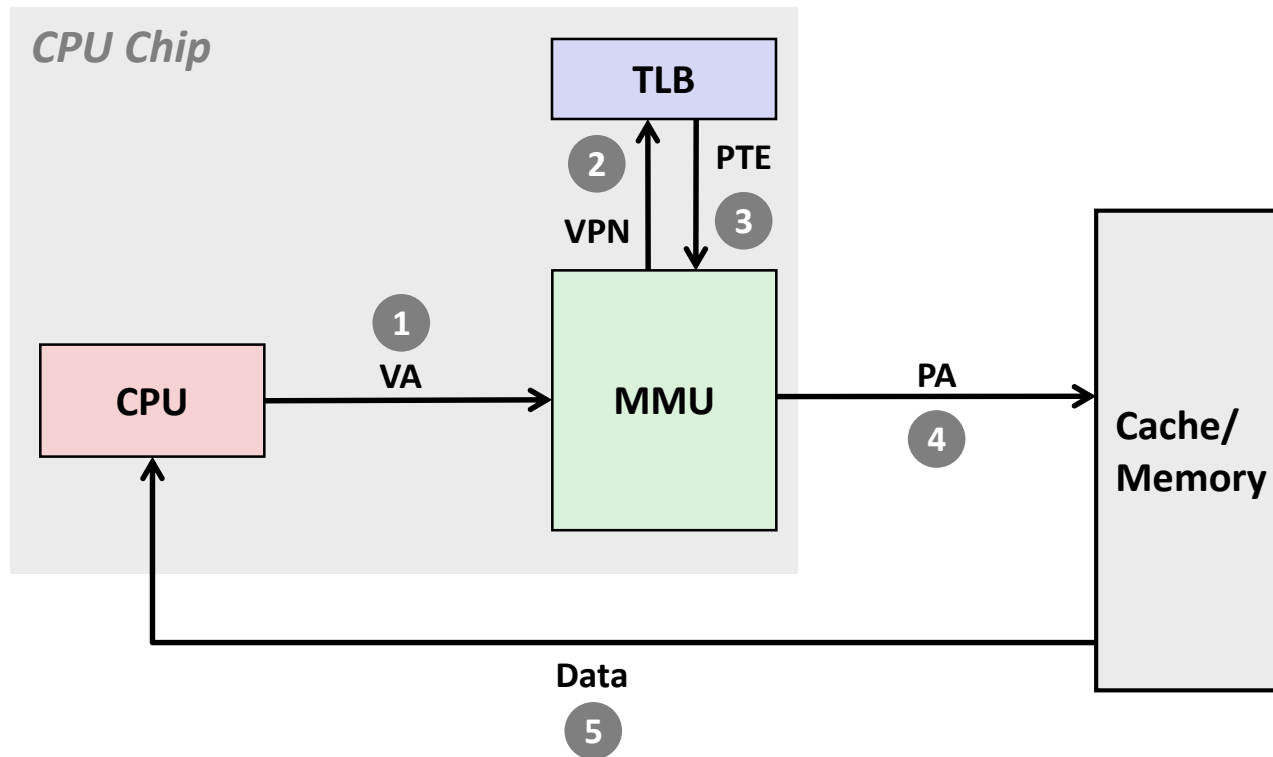 CPU Chip
TLB
2
PTE
VPN
3
1
VA
CPU
MMU
PA
4
Cache/
Memory
Data
5